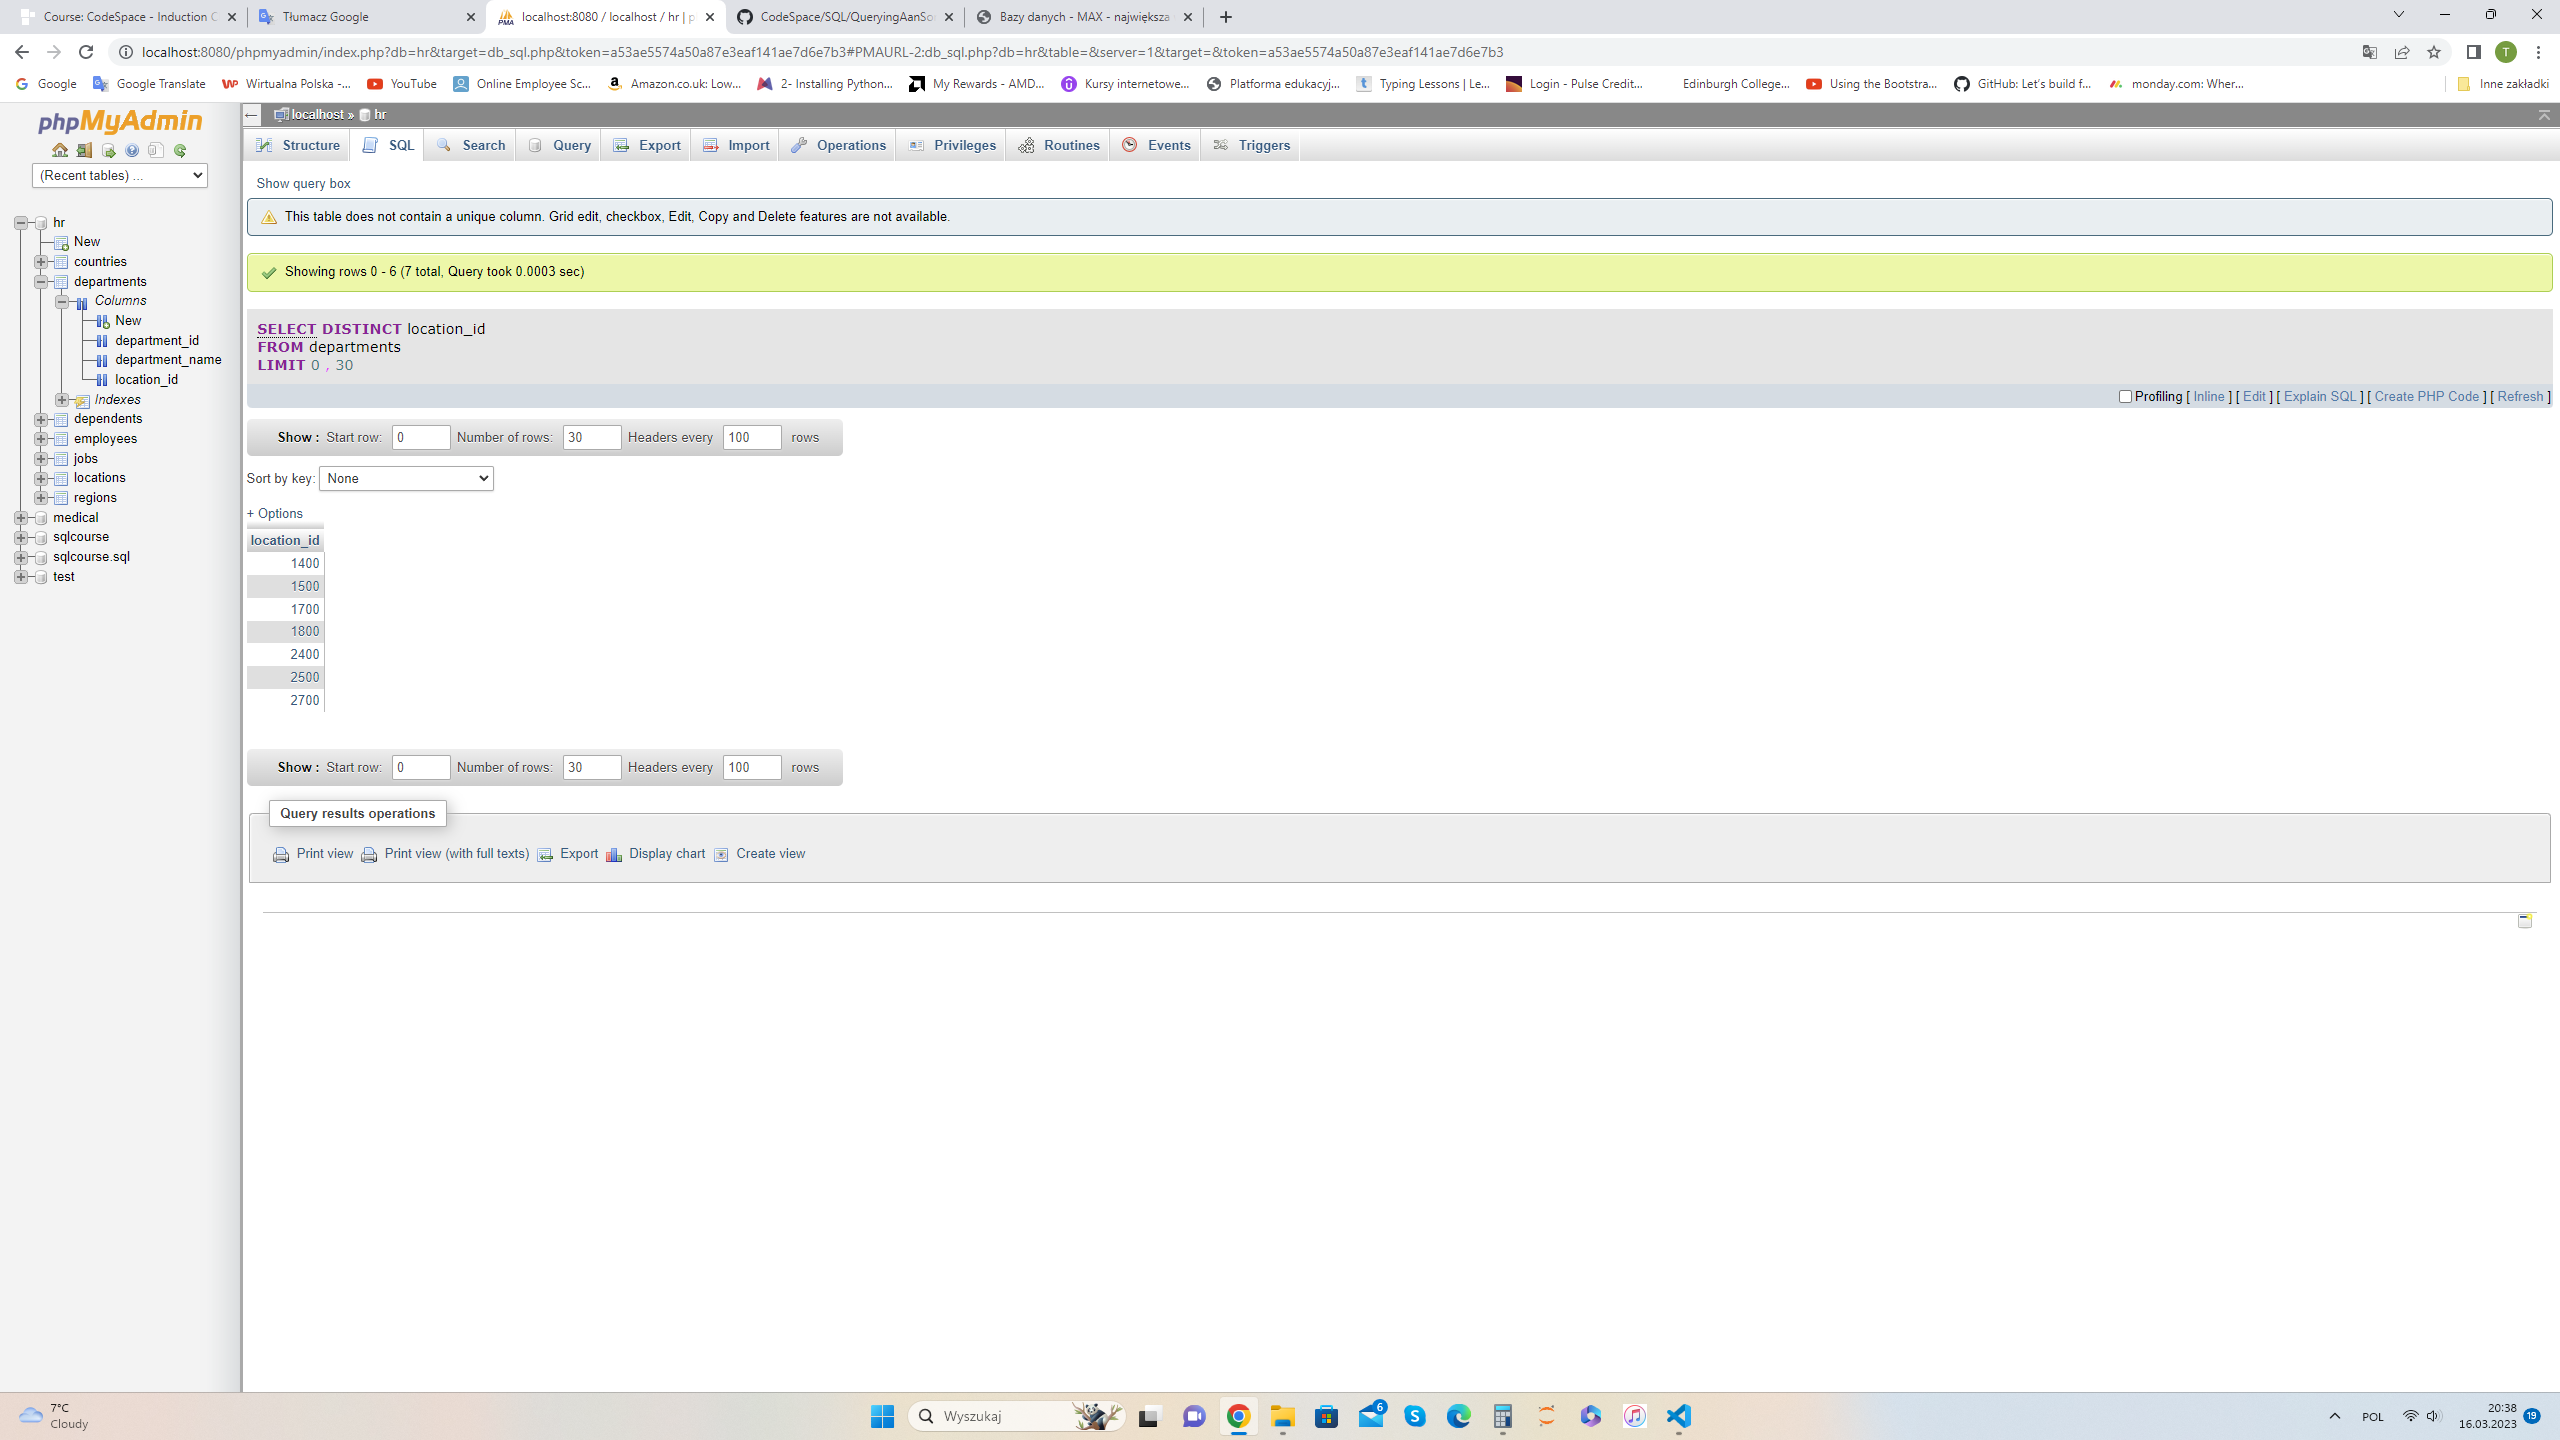 Course: CodeSpace - Induction C
Tłumacz Google
localhost:8080 / localhost / hr | p
CodeSpace/SQL/QueryingAanSo
Bazy danych - MAX - największa
localhost:8080/phpmyadmin/index.php?db=hr&target=db_sql.php&token=a53ae5574a50a87e3eaf141ae7d6e7b3#PMAURL-2:db_sql.php?db=hr&table=&server=1&target=&token=a53ae5574a50a87e3eaf141ae7d6e7b3
T
Google
Google Translate
Wirtualna Polska -...
YouTube
Online Employee Sc...
Amazon.co.uk: Low...
2- Installing Python...
My Rewards - AMD...
Kursy internetowe...
Platforma edukacyj...
Typing Lessons | Le...
Login - Pulse Credit...
Edinburgh College...
Using the Bootstra...
GitHub: Let's build f...
monday.com: Wher...
Inne zakładki
phpMyAdmin
(Recent tables) ...
hr
New
countries
departments
Columns
New
department_id
department_name
location_id
Indexes
dependents
employees
jobs
locations
regions
medical
sqlcourse
sqlcourse.sql
test
localhost » hr
Structure
SQL
Search
Query
Export
Import
Operations
Privileges
Routines
Events
Triggers
Show query box
This table does not contain a unique column. Grid edit, checkbox, Edit, Copy and Delete features are not available.
Showing rows 0 - 6 (7 total, Query took 0.0003 sec)
SELECT DISTINCT location_id
FROM departments
LIMIT 0 , 30
Profiling [ Inline ] [ Edit ] [ Explain SQL ] [ Create PHP Code ] [ Refresh ]
Show : Start row: 0 Number of rows: 30 Headers every 100 rows
Sort by key: None
+ Options
location_id
1400
1500
1700
1800
2400
2500
2700
Show : Start row: 0 Number of rows: 30 Headers every 100 rows
Query results operations
Print view
Print view (with full texts)
Export
Display chart
Create view
7°C
Cloudy
Wyszukaj
6
POL
20:38
16.03.2023
19